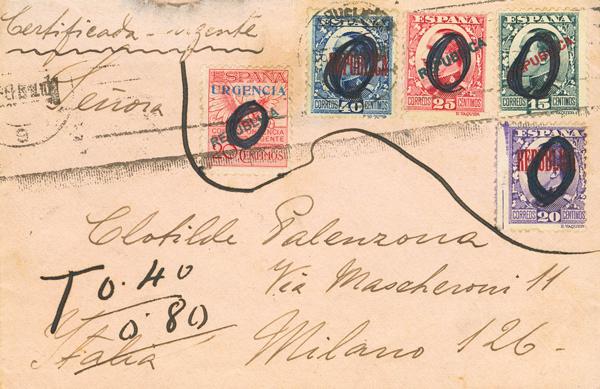 Certificada - urgente
Señora
ESPAÑA
URGENCIA
REPUBLICA
CENTIMOS
ESPAÑA
REPUBLICA
40 CENTIMOS
ESPAÑA
REPUBLICA
CORREOS 25 CENTIMOS
ESPAÑA
REPUBLICA
CORREOS 15 CENTIMOS
ESPAÑA
REPUBLICA
CORREOS 20 CENTIMOS
Clotilde Palenzona
Via Mascheroni 11
Milano 126-
Italia
T 0.40
0.80